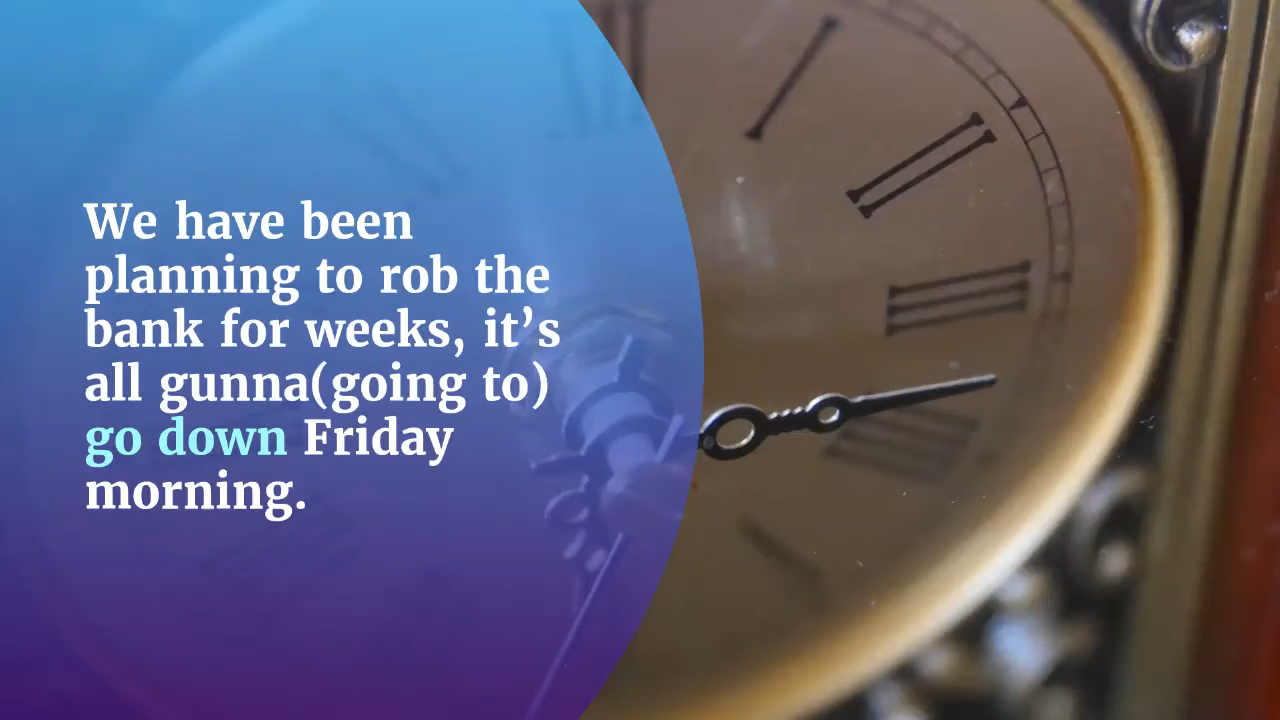 We have been
planning to rob the
bank for weeks, it’s
all gunna(going to)
go down Friday
morning.